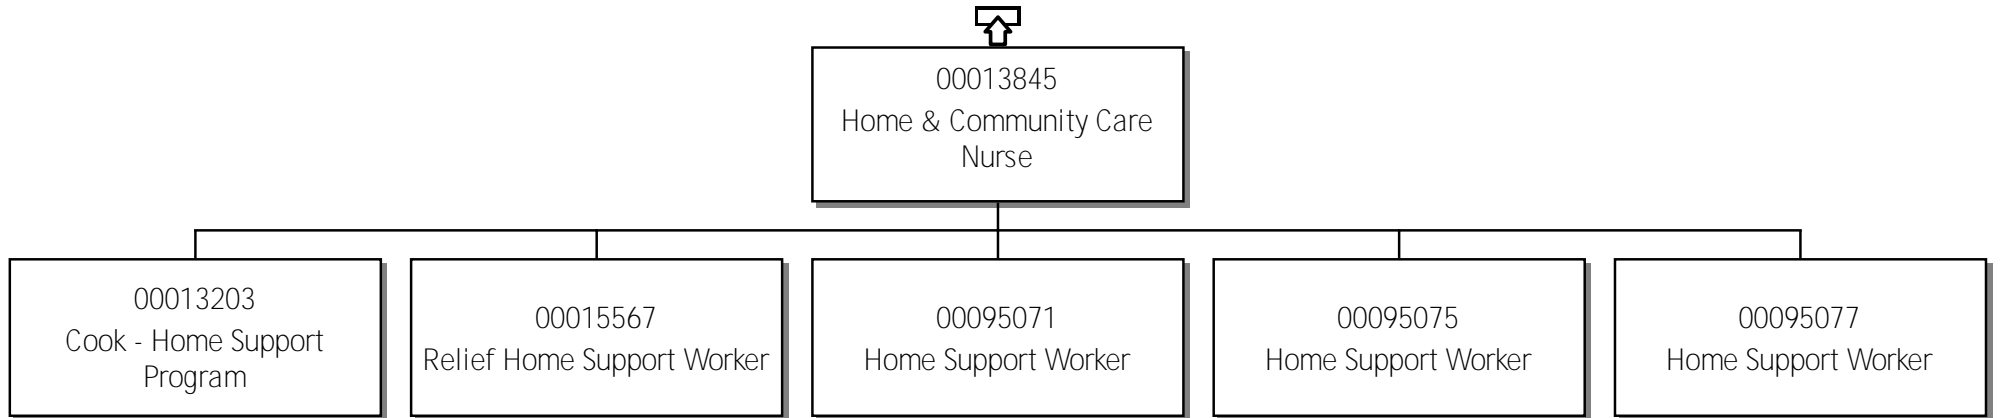 00013845
Home & Community Care
Nurse
00013203
Cook - Home Support
Program
00015567
Relief Home Support Worker
00095071
Home Support Worker
00095075
Home Support Worker
00095077
Home Support Worker